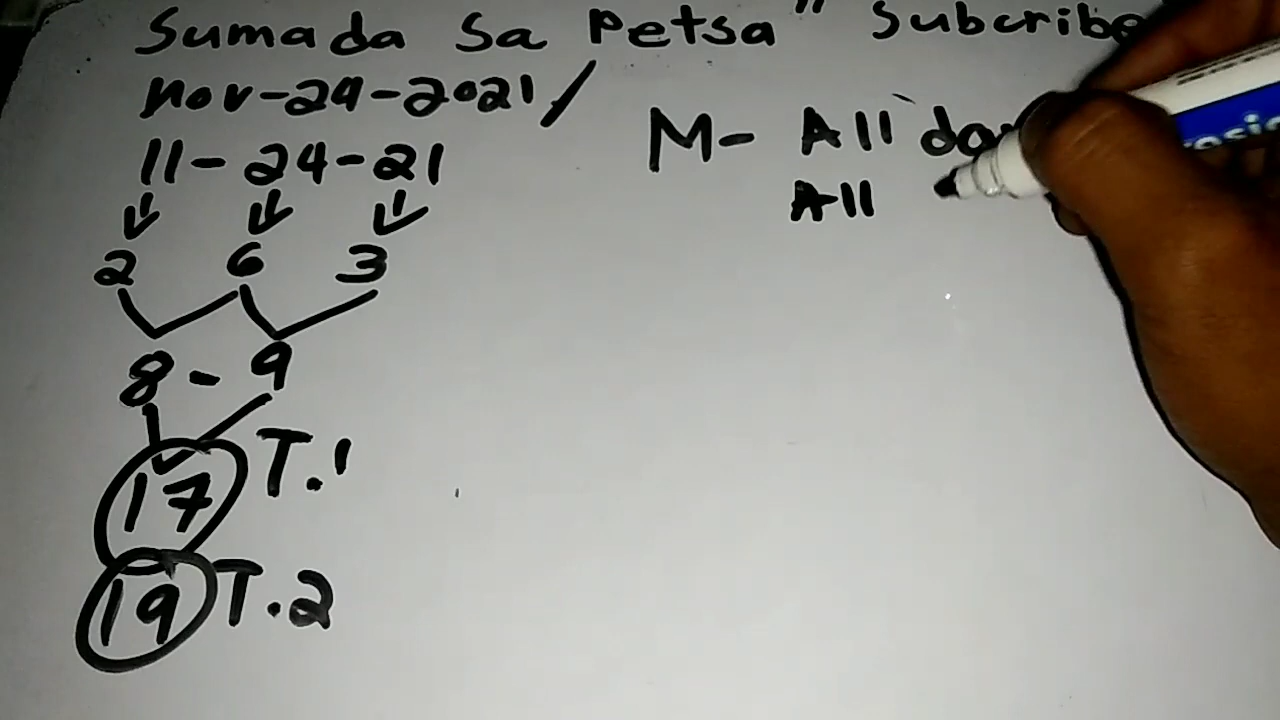 Sumada Sa Petsa" Subcribe
Nov-24-2021/
11-24-21
M- All
All
2 6 3
8 - 9
17 T.1
19 T.2